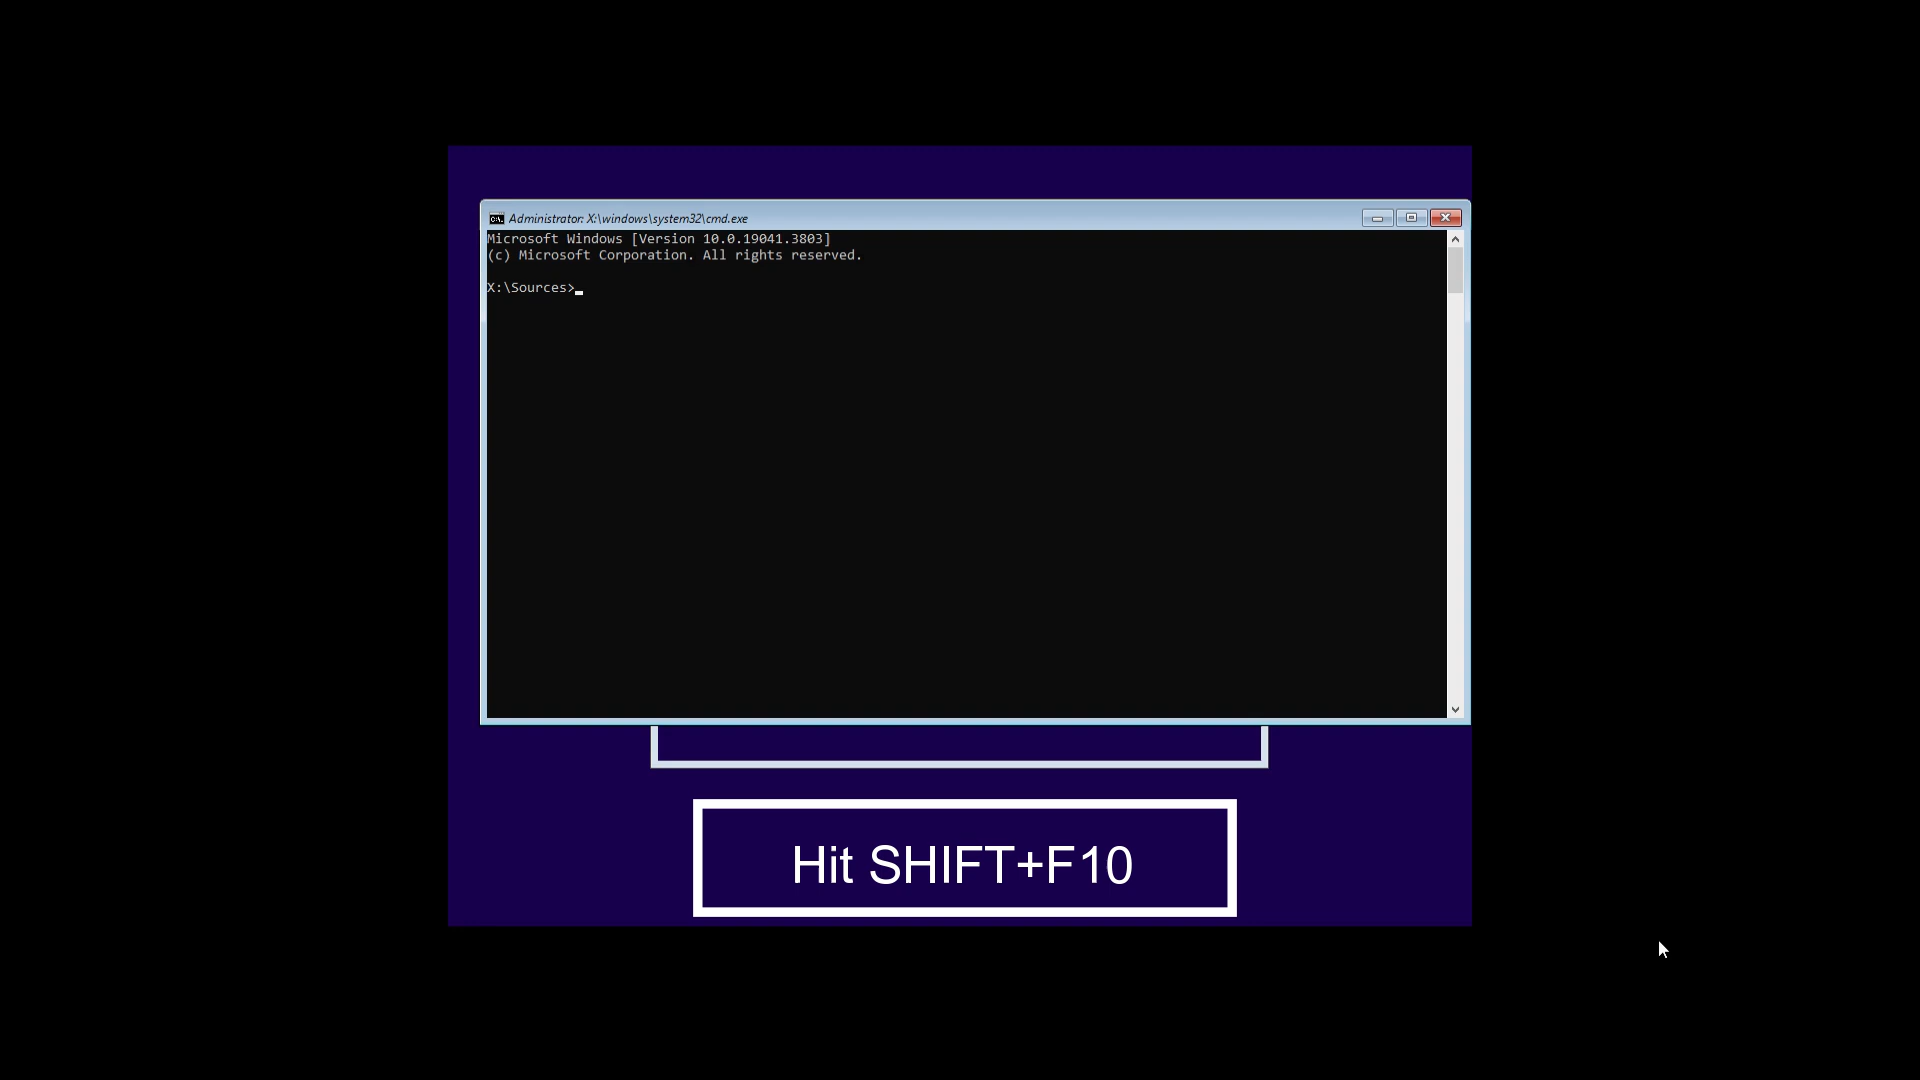 Administrator: X:\windows\system32\cmd.exe
Microsoft Windows [Version 10.0.19041.3803]
(c) Microsoft Corporation. All rights reserved.
X:\Sources>
Hit SHIFT+F10